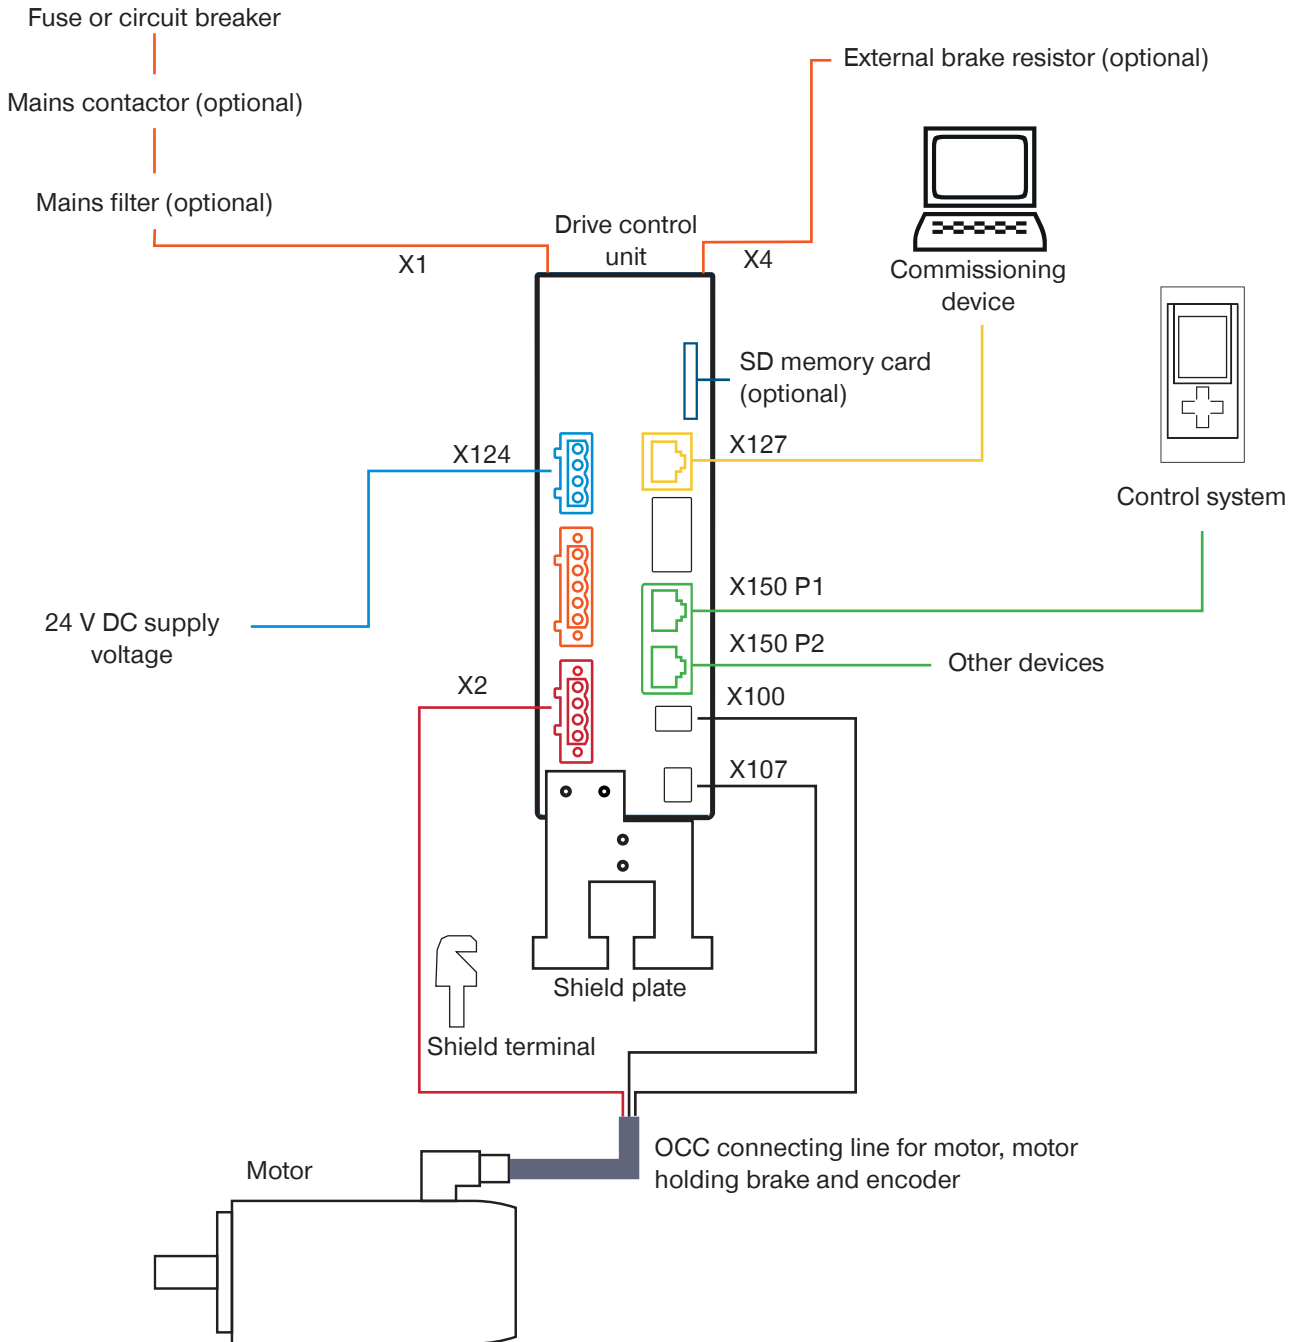 Fuse or circuit breaker
External brake resistor (optional)
Mains contactor (optional)
Mains filter (optional)
Drive control
unit
X1
X4
Commissioning
device
SD memory card
(optional)
X124
X127
Control system
X150 P1
24 V DC supply
voltage
X150 P2
Other devices
X2
X100
X107
Shield plate
Shield terminal
OCC connecting line for motor, motor
holding brake and encoder
Motor